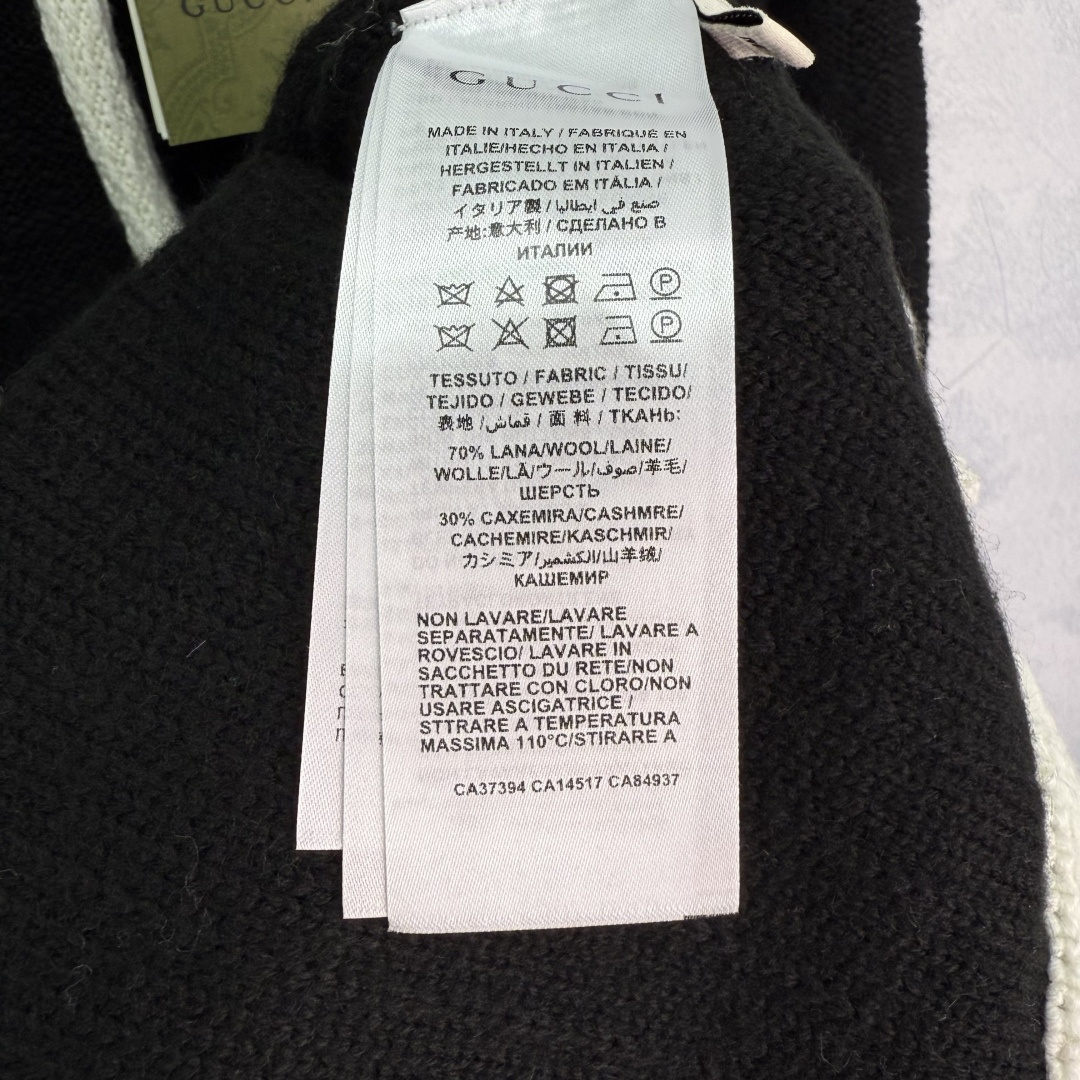 GUCCI
GUCCI
MADE IN ITALY / FABRIQUE EN
ITALIE/HECHO EN ITALIA /
HERGESTELLT IN ITALIEN /
FABRICADO EM ITÁLIA /
イタリア製 / صنع في ايطاليا /
产地:意大利 / СДЕЛАНО В
ИТАЛИИ
P
P
TESSUTO / FABRIC / TISSU/
TEJIDO / GEWEBE / TECIDO/
表地 /قماش / 面 料 / ТКАНЬ:
70% LANA/WOOL/LAINE/
WOLLE/LÃ/ウール/صوف/羊毛/
ШЕРСТЬ
30% CAXEMIRA/CASHMRE/
CACHEMIRE/KASCHMIR/
カシミア/الكشمير/山羊绒/
КАШЕМИР
NON LAVARE/LAVARE
SEPARATAMENTE/ LAVARE A
ROVESCIO/ LAVARE IN
SACCHETTO DU RETE/NON
TRATTARE CON CLORO/NON
USARE ASCIGATRICE /
STTRARE A TEMPERATURA
MASSIMA 110°C/STIRARE A
CA37394 CA14517 CA84937